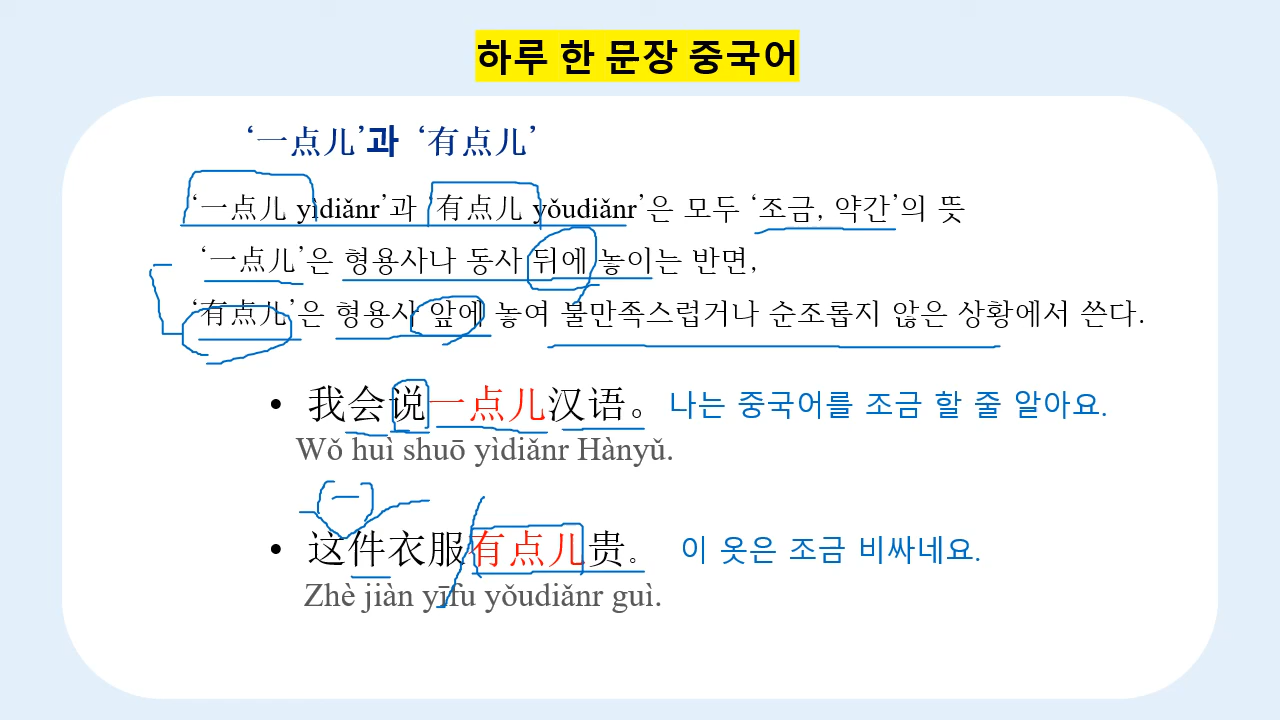 하루 한 문장 중국어
‘一点儿’과 ‘有点儿’
‘一点儿 yìdiǎnr’과 ‘有点儿 yǒudiǎnr’은 모두 ‘조금, 약간’의 뜻
‘一点儿’은 형용사나 동사 뒤에 놓이는 반면,
‘有点儿’은 형용사 앞에 놓여 불만족스럽거나 순조롭지 않은 상황에서 쓴다.
• 我会说一点儿汉语。 나는 중국어를 조금 할 줄 알아요.
Wǒ huì shuō yìdiǎnr Hànyǔ.
(一)
• 这件衣服有点儿贵。 이 옷은 조금 비싸네요.
Zhè jiàn yīfu yǒudiǎnr guì.